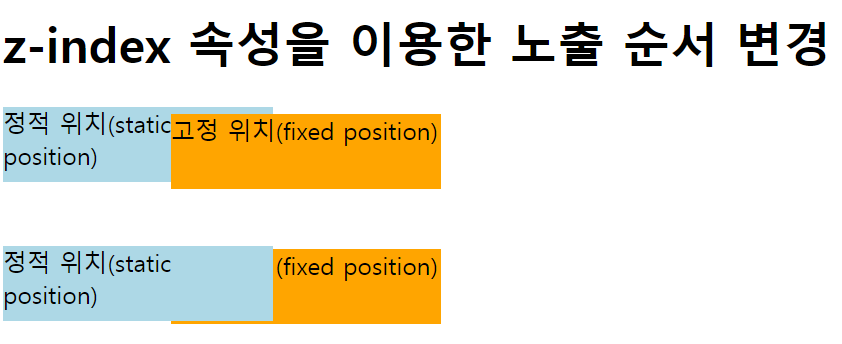 z-index 속성을 이용한 노출 순서 변경
정적 위치(static
position)
고정 위치(fixed position)
정적 위치(static
position)
(fixed position)